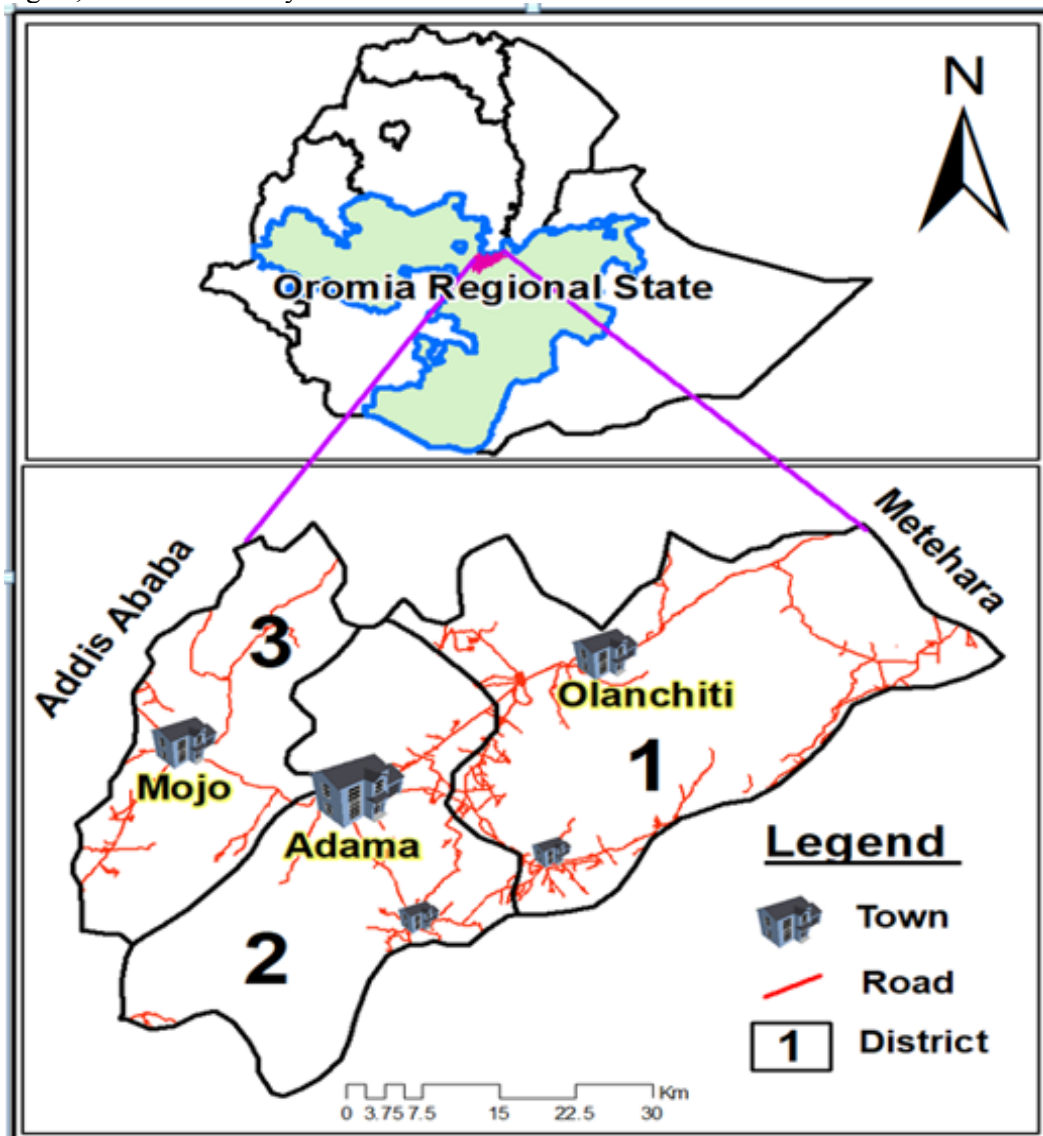 N
Oromia Regional State
Addis Ababa
Metehara
3
Olanchiti
Mojo
1
Adama
2
Legend
Town
Road
1 District
Km
0 3.75 7.5 15 22.5 30